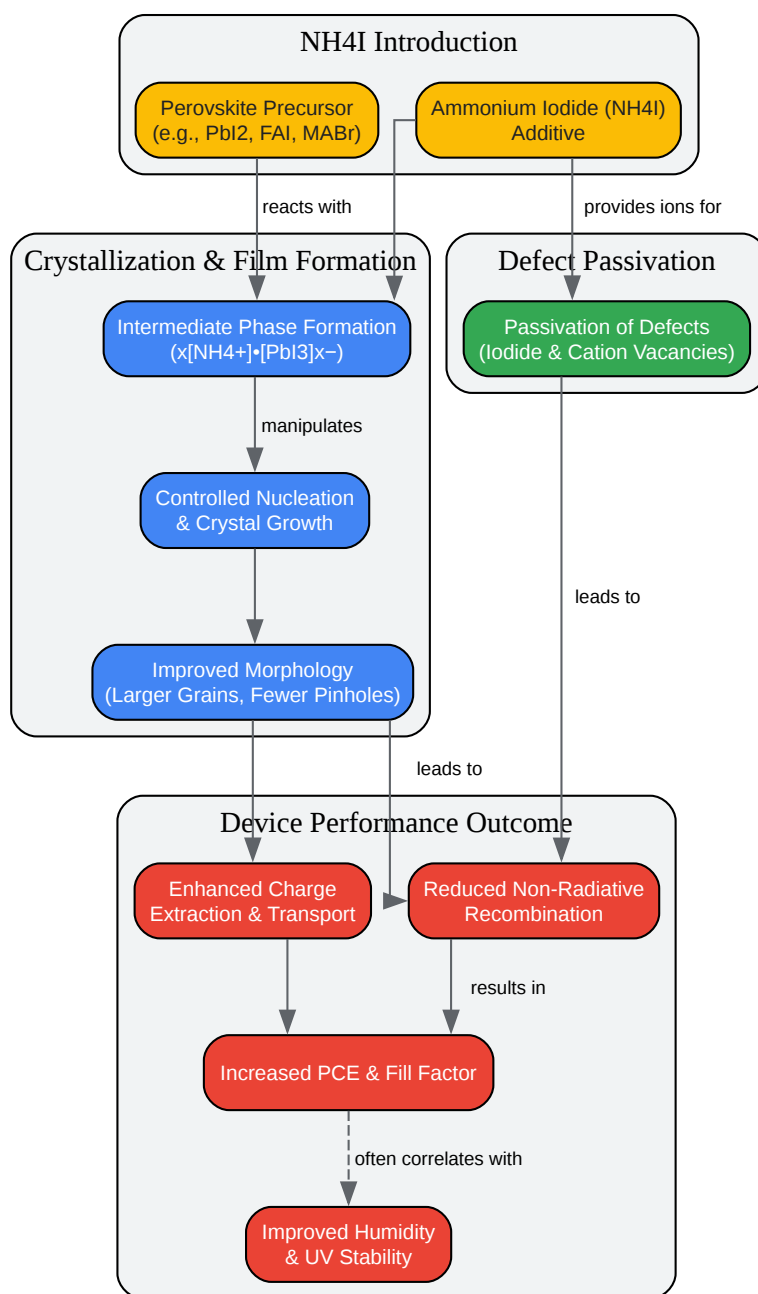 NH4I Introduction
Perovskite Precursor
(e.g., PbI2, FAI, MABr)
Ammonium Iodide (NH4I)
Additive
reacts with
provides ions for
Crystallization & Film Formation
Defect Passivation
Intermediate Phase Formation
(x[NH4+]•[PbI3]x−)
Passivation of Defects
(Iodide & Cation Vacancies)
manipulates
Controlled Nucleation
& Crystal Growth
leads to
Improved Morphology
(Larger Grains, Fewer Pinholes)
leads to
Device Performance Outcome
Enhanced Charge
Extraction & Transport
Reduced Non-Radiative
Recombination
results in
Increased PCE & Fill Factor
often correlates with
Improved Humidity
& UV Stability